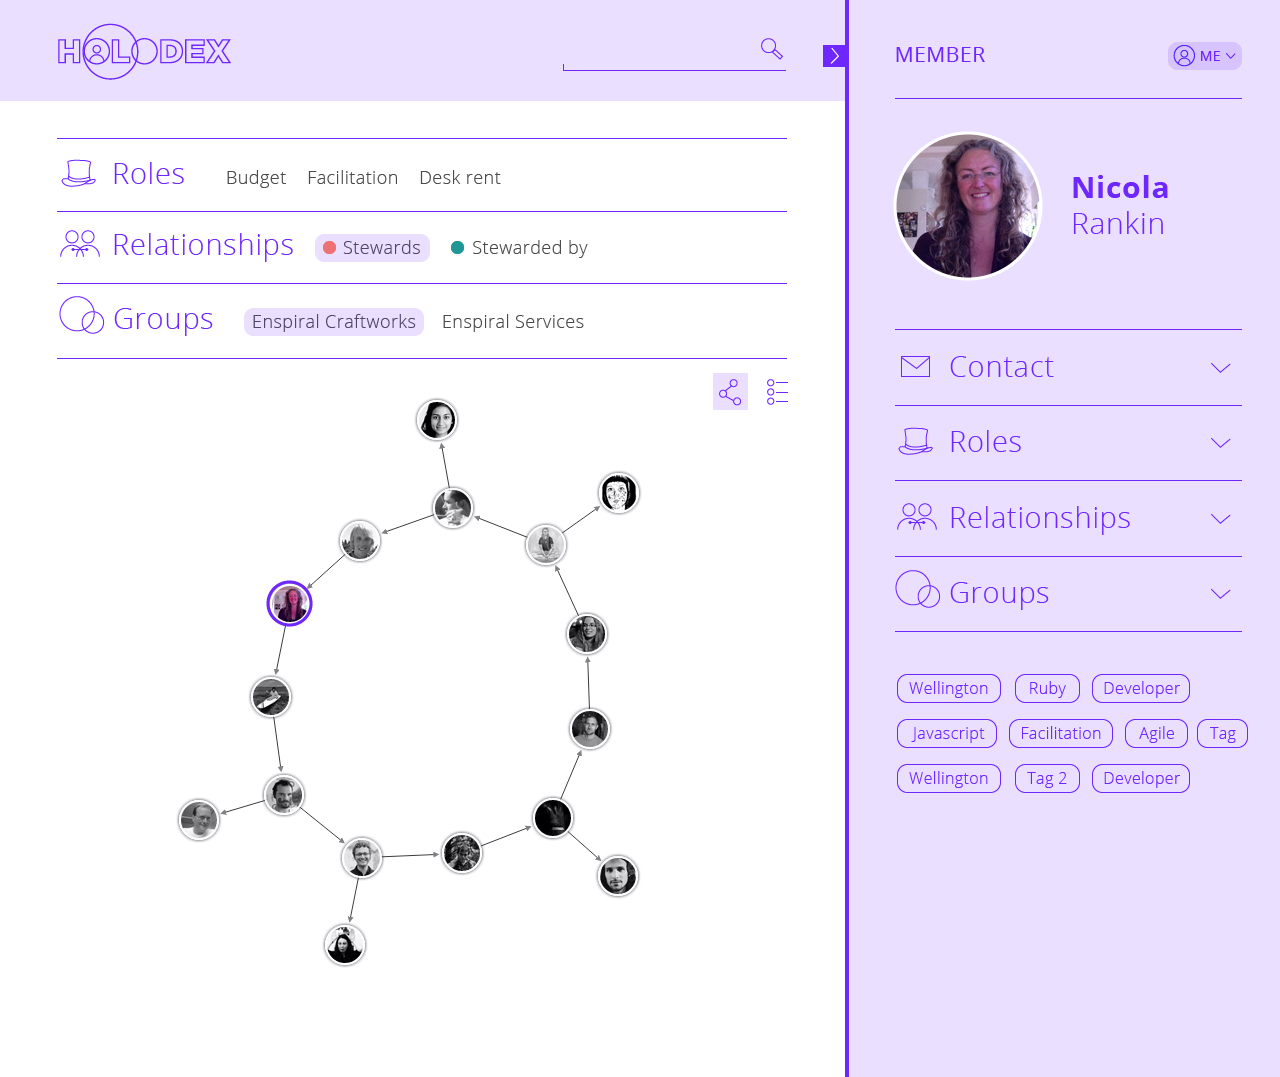 HOLODEX
Roles Budget Facilitation Desk rent
Relationships Stewards Stewarded by
Groups Enspiral Craftworks Enspiral Services
MEMBER ME
Nicola
Rankin
Contact
Roles
Relationships
Groups
Wellington Ruby Developer
Javascript Facilitation Agile Tag
Wellington Tag 2 Developer